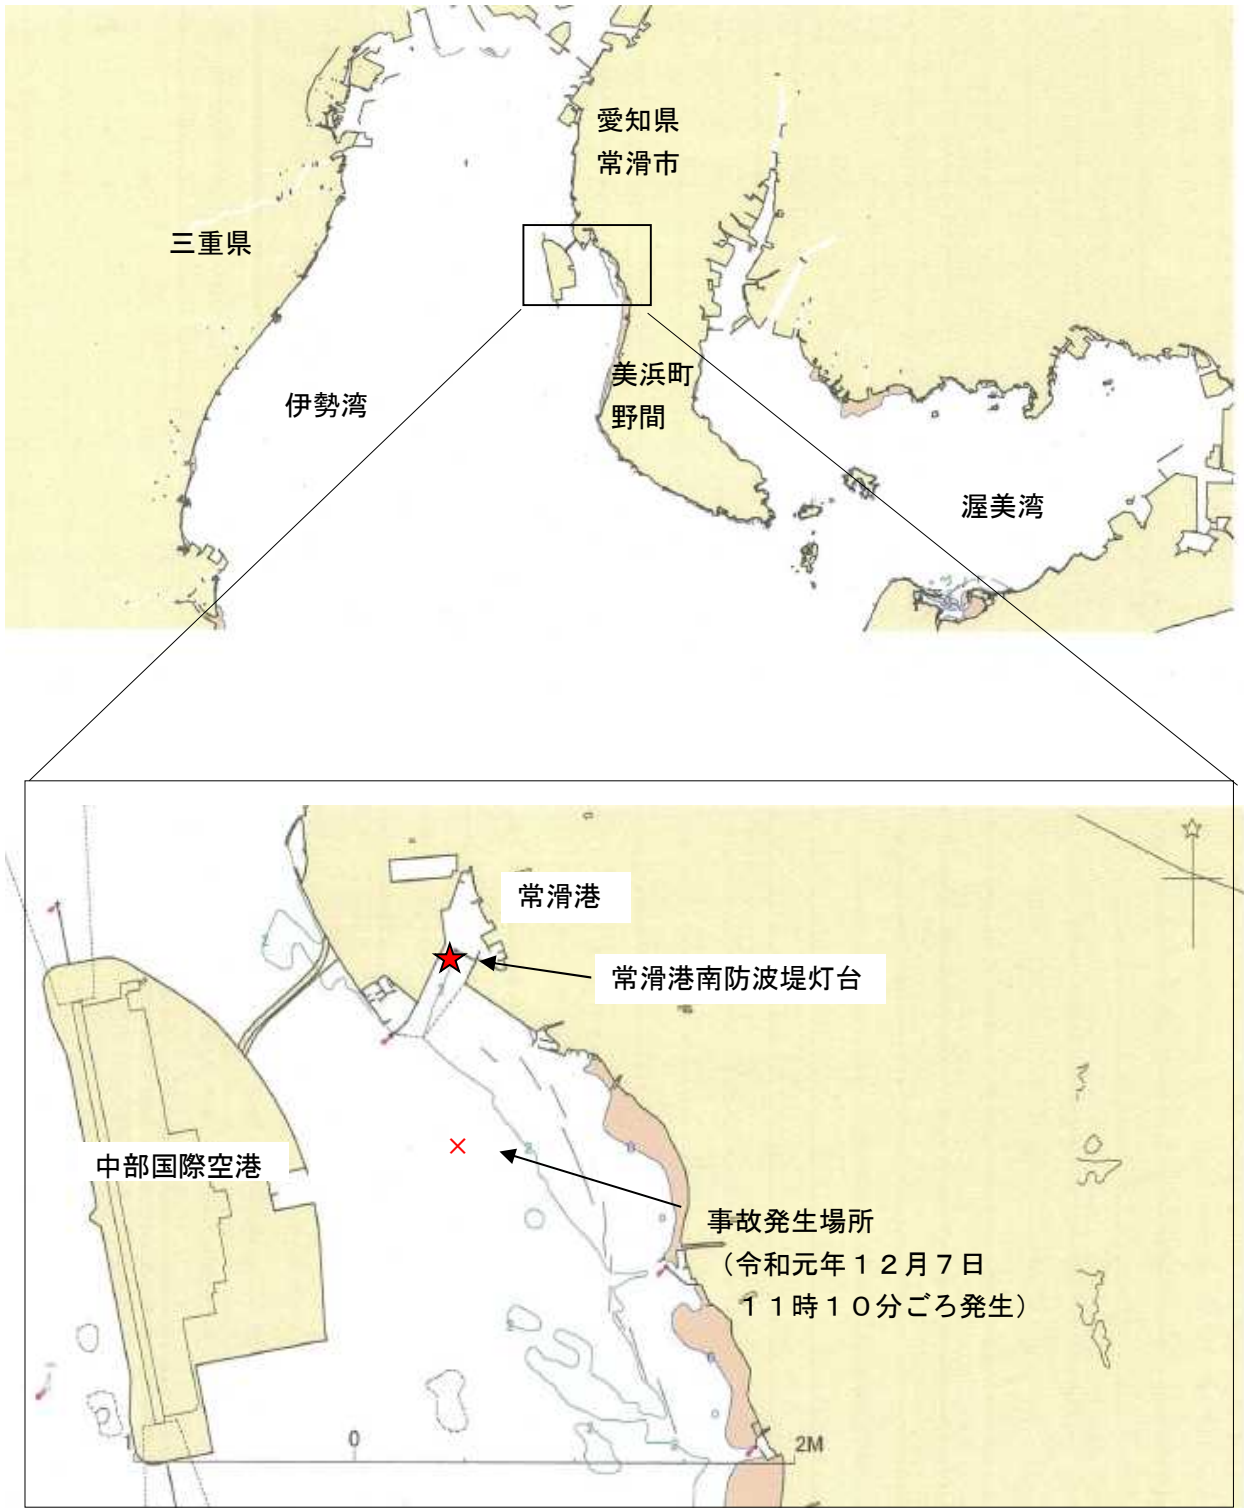 愛知県
常滑市
三重県
伊勢湾
美浜町
野間
渥美湾
常滑港
常滑港南防波堤灯台
中部国際空港
事故発生場所
（令和元年１２月７日
１１時１０分ごろ発生）
1
0
2M